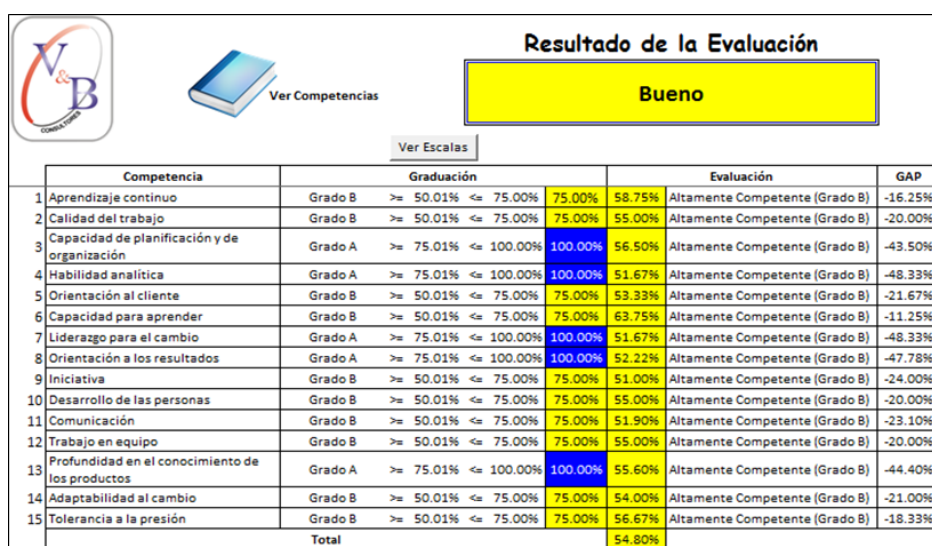 V&B
CONSULTORES
Ver Competencias
Resultado de la Evaluación
Bueno
Ver Escalas
Competencia Graduación Evaluación GAP
1 Aprendizaje continuo Grado B >= 50.01% <= 75.00% 75.00% 58.75% Altamente Competente (Grado B) -16.25%
2 Calidad del trabajo Grado B >= 50.01% <= 75.00% 75.00% 55.00% Altamente Competente (Grado B) -20.00%
3 Capacidad de planificación y de
organización Grado A >= 75.01% <= 100.00% 100.00% 56.50% Altamente Competente (Grado B) -43.50%
4 Habilidad analítica Grado A >= 75.01% <= 100.00% 100.00% 51.67% Altamente Competente (Grado B) -48.33%
5 Orientación al cliente Grado B >= 50.01% <= 75.00% 75.00% 53.33% Altamente Competente (Grado B) -21.67%
6 Capacidad para aprender Grado B >= 50.01% <= 75.00% 75.00% 63.75% Altamente Competente (Grado B) -11.25%
7 Liderazgo para el cambio Grado A >= 75.01% <= 100.00% 100.00% 51.67% Altamente Competente (Grado B) -48.33%
8 Orientación a los resultados Grado A >= 75.01% <= 100.00% 100.00% 52.22% Altamente Competente (Grado B) -47.78%
9 Iniciativa Grado B >= 50.01% <= 75.00% 75.00% 51.00% Altamente Competente (Grado B) -24.00%
10 Desarrollo de las personas Grado B >= 50.01% <= 75.00% 75.00% 55.00% Altamente Competente (Grado B) -20.00%
11 Comunicación Grado B >= 50.01% <= 75.00% 75.00% 51.90% Altamente Competente (Grado B) -23.10%
12 Trabajo en equipo Grado B >= 50.01% <= 75.00% 75.00% 55.00% Altamente Competente (Grado B) -20.00%
13 Profundidad en el conocimiento de
los productos Grado A >= 75.01% <= 100.00% 100.00% 55.60% Altamente Competente (Grado B) -44.40%
14 Adaptabilidad al cambio Grado B >= 50.01% <= 75.00% 75.00% 54.00% Altamente Competente (Grado B) -21.00%
15 Tolerancia a la presión Grado B >= 50.01% <= 75.00% 75.00% 56.67% Altamente Competente (Grado B) -18.33%
Total 54.80%